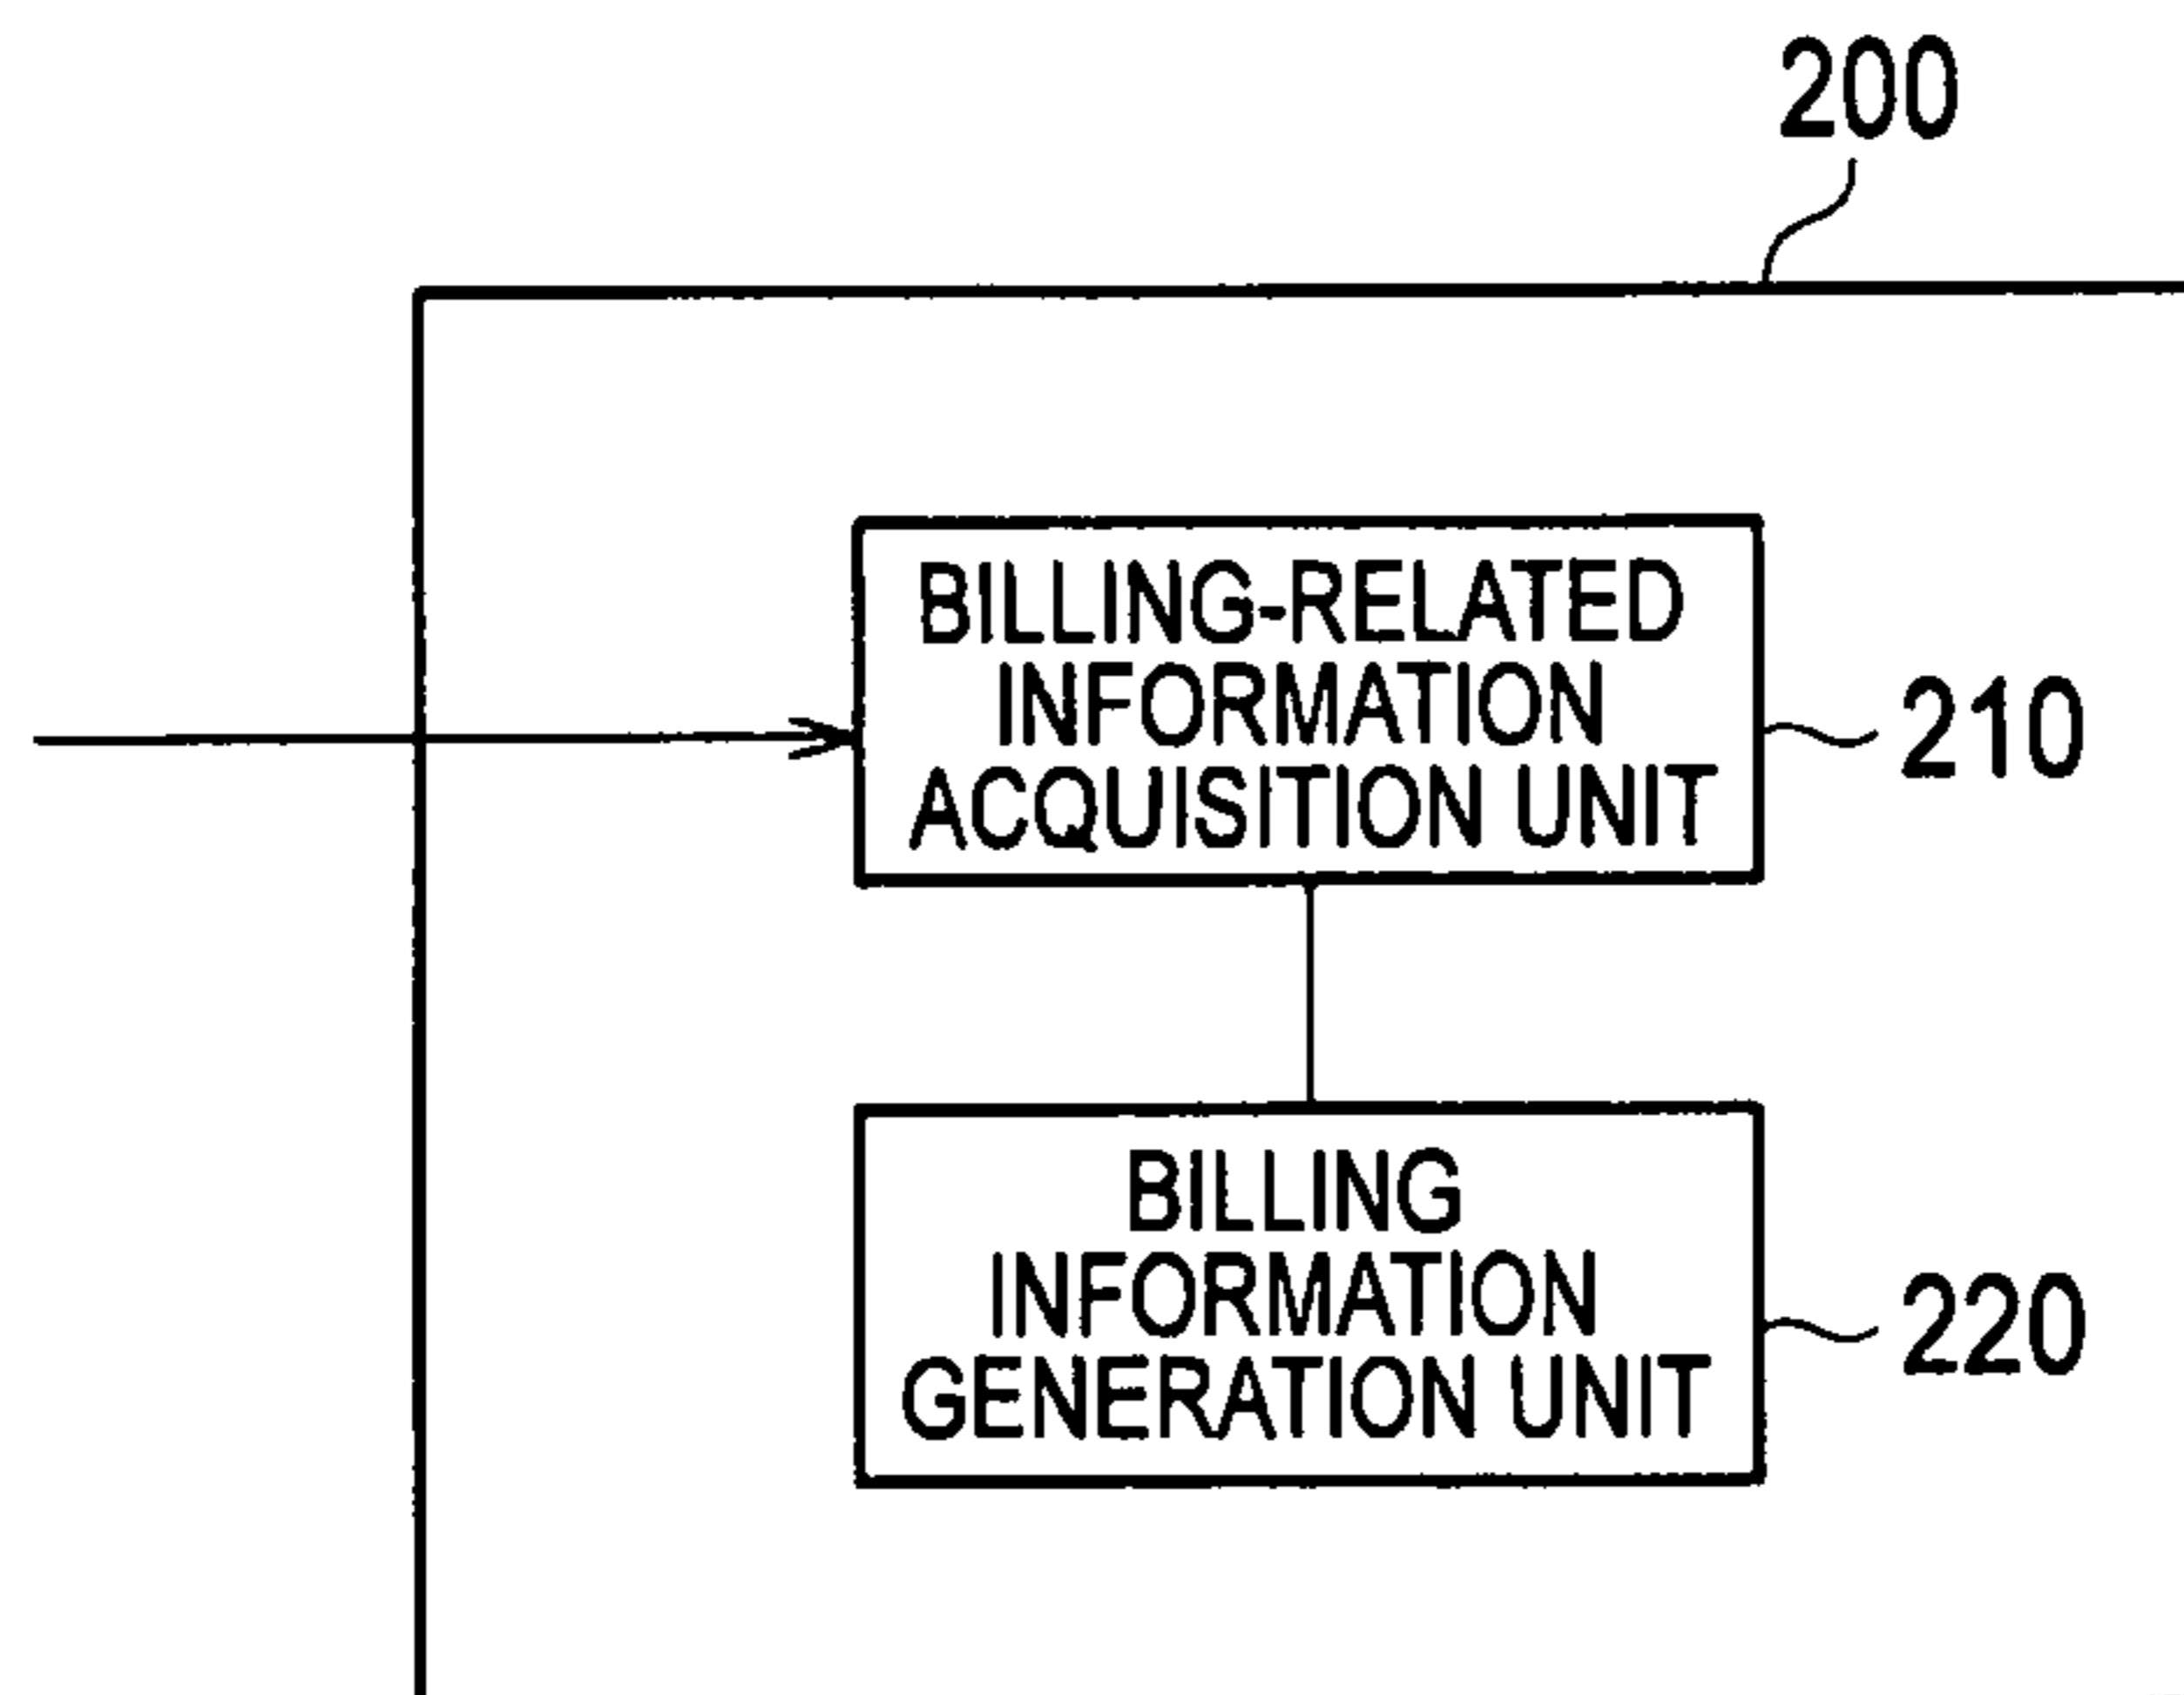 200
BILLING-RELATED
INFORMATION
ACQUISITION UNIT
210
BILLING
INFORMATION
GENERATION UNIT
220